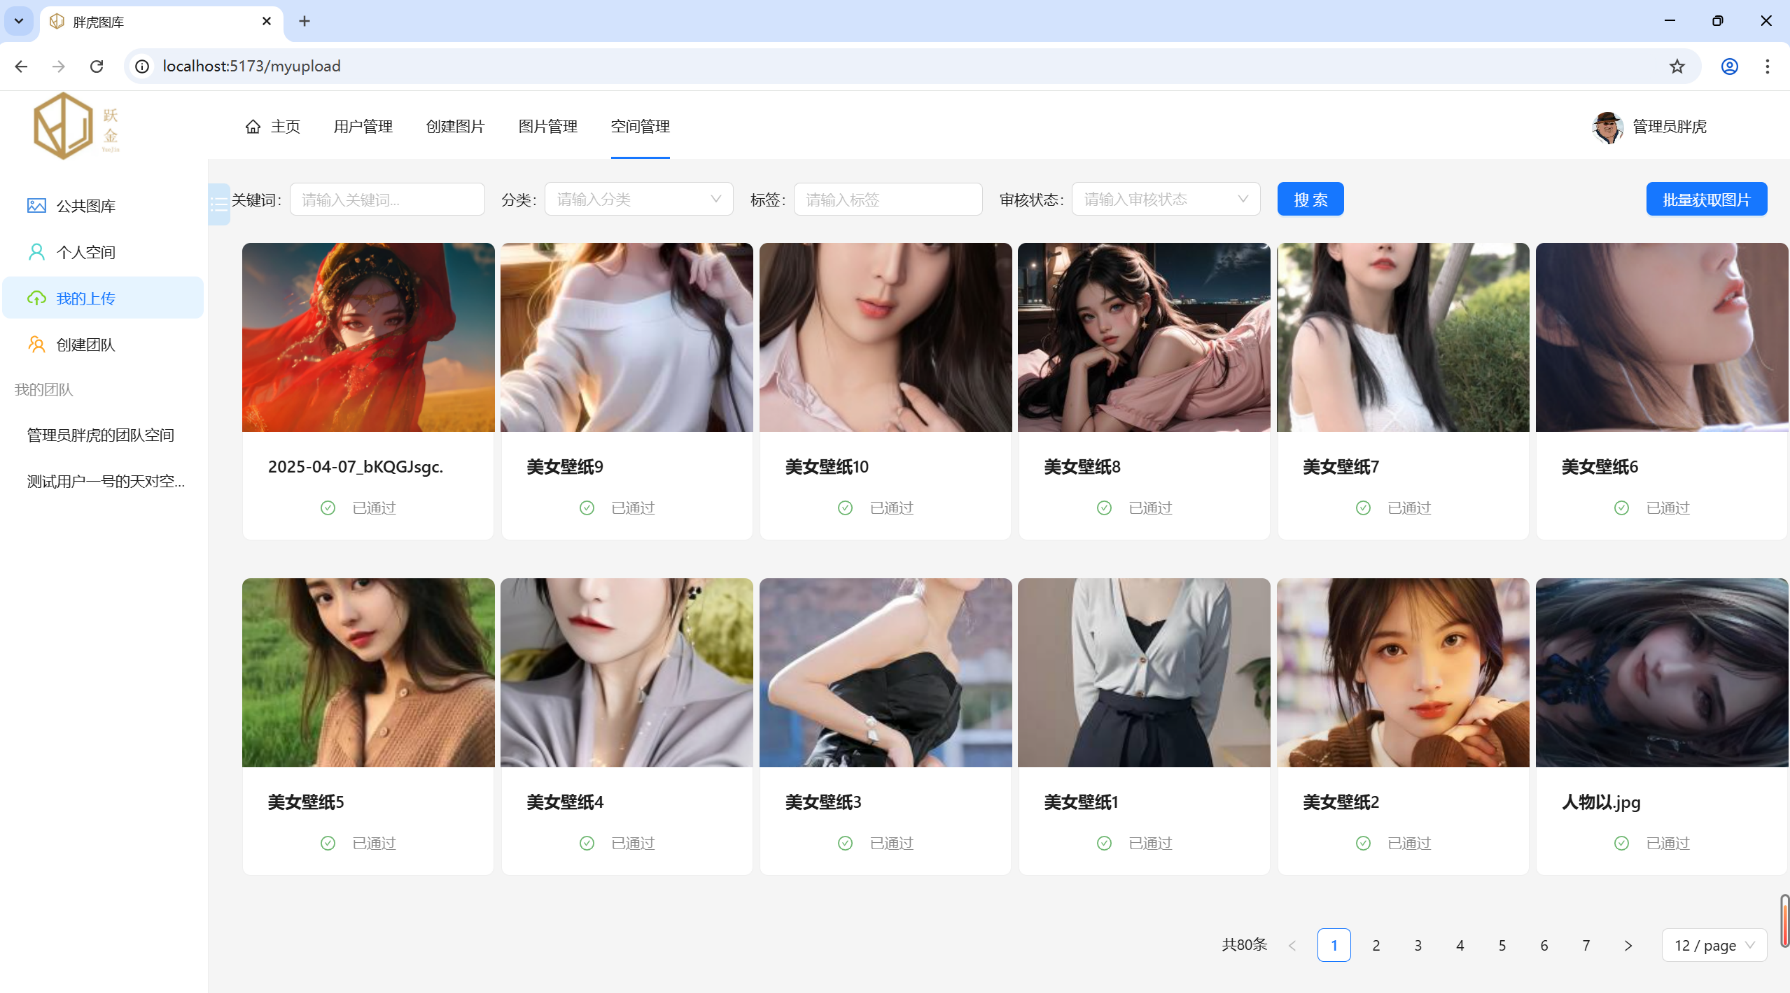 胖虎图库
localhost:5173/myupload
跃金
主页 用户管理 创建图片 图片管理 空间管理
管理员胖虎
公共图库
个人空间
我的上传
创建团队
我的团队
管理员胖虎的团队空间
测试用户一号的天对空...
关键词: 请输入关键词... 分类: 请输入分类 标签: 请输入标签 审核状态: 请输入审核状态 搜 索 批量获取图片
2025-04-07_bKQGJsgc. 美女壁纸9 美女壁纸10 美女壁纸8 美女壁纸7 美女壁纸6
已通过 已通过 已通过 已通过 已通过 已通过
美女壁纸5 美女壁纸4 美女壁纸3 美女壁纸1 美女壁纸2 人物以.jpg
已通过 已通过 已通过 已通过 已通过 已通过
共80条 1 2 3 4 5 6 7 12 / page